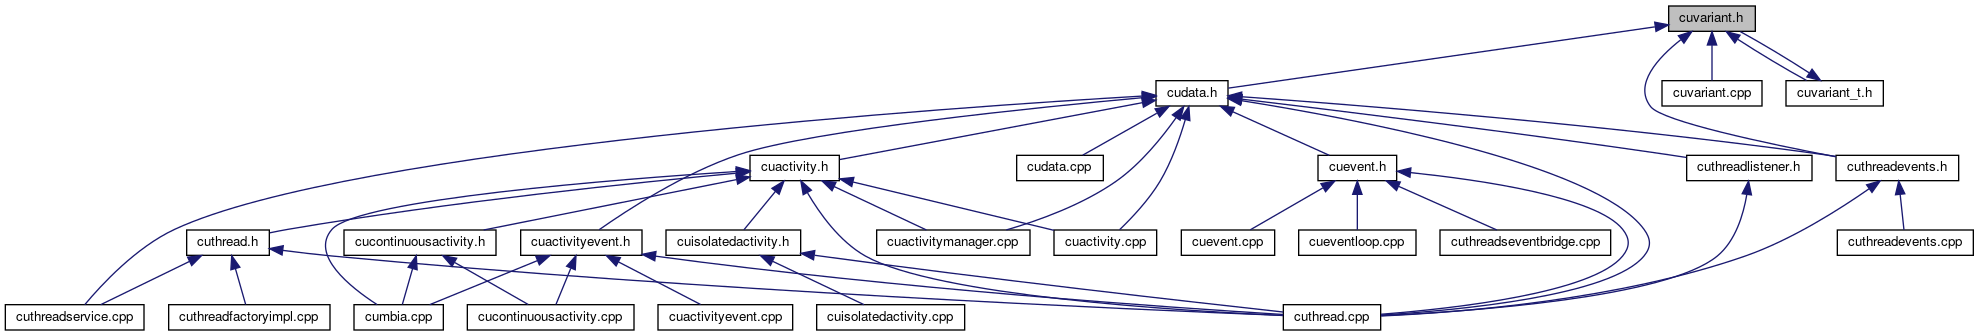 cuvariant.h
cudata.h
cuvariant.cpp
cuvariant_t.h
cuactivity.h
cudata.cpp
cuevent.h
cuthreadlistener.h
cuthreadevents.h
cuthread.h
cucontinuousactivity.h
cuactivityevent.h
cuisolatedactivity.h
cuactivitymanager.cpp
cuactivity.cpp
cuevent.cpp
cueventloop.cpp
cuthreadseventbridge.cpp
cuthreadevents.cpp
cuthreadservice.cpp
cuthreadfactoryimpl.cpp
cumbia.cpp
cucontinuousactivity.cpp
cuactivityevent.cpp
cuisolatedactivity.cpp
cuthread.cpp